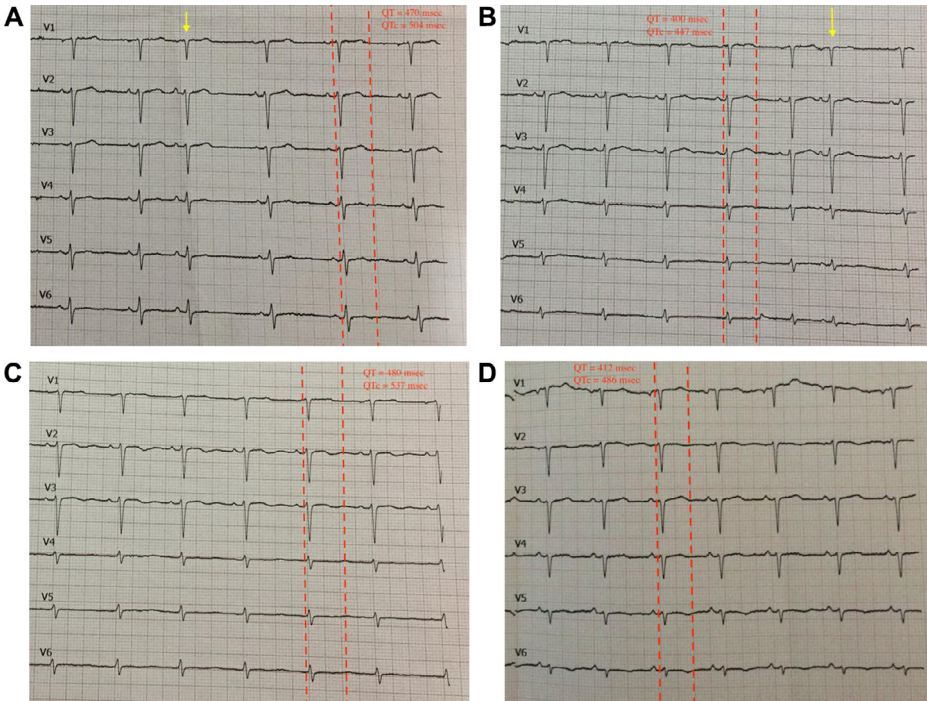 A
QT = 470 msec
QTc = 504 msec
V1
V2
V3
V4
V5
V6
B
QT = 400 msec
QTc = 447 msec
V1
V2
V3
V4
V5
V6
C
QT = 480 msec
QTc = 537 msec
V1
V2
V3
V4
V5
V6
D
QT = 412 msec
QTc = 486 msec
V1
V2
V3
V4
V5
V6